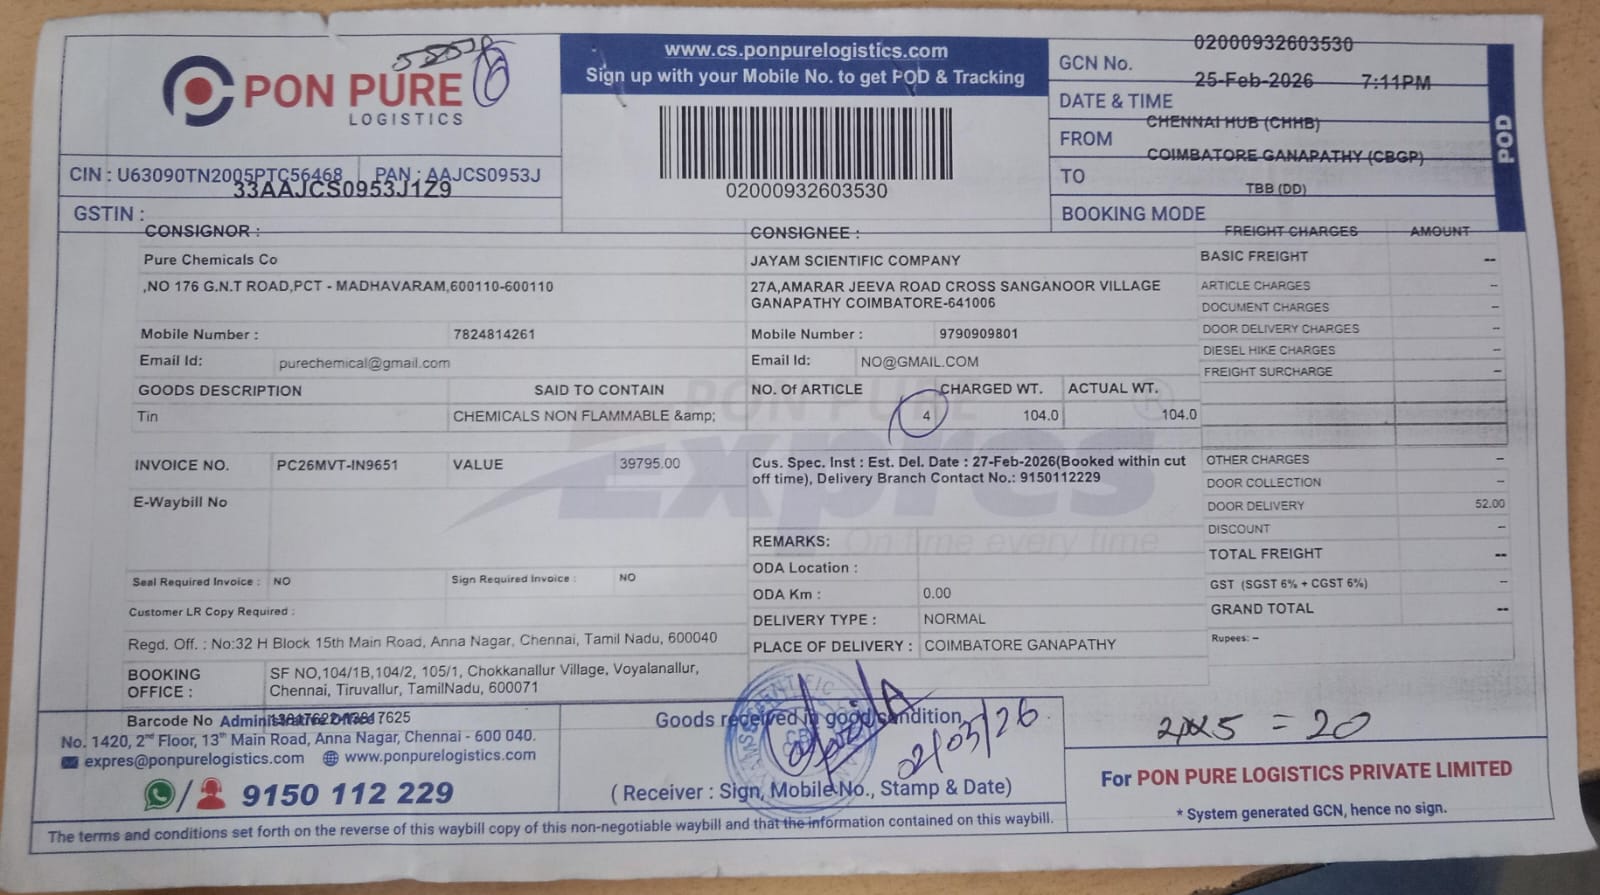 PON PURE
LOGISTICS
www.cs.ponpurelogistics.com
Sign up with your Mobile No. to get POD & Tracking
02000932603530
GCN No. 02000932603530
DATE & TIME 25-Feb-2026 7:11PM
FROM CHENNAI HUB (CHHB)
TO COIMBATORE GANAPATHY (CBGP)
BOOKING MODE TBB (DD)
POD
CIN : U63090TN2005PTC56468 PAN : AAJCS0953J
GSTIN : 33AAJCS0953J1Z9
CONSIGNOR : CONSIGNEE : FREIGHT CHARGES AMOUNT
Pure Chemicals Co JAYAM SCIENTIFIC COMPANY BASIC FREIGHT --
,NO 176 G.N.T ROAD,PCT - MADHAVARAM,600110-600110 27A,AMARAR JEEVA ROAD CROSS SANGANOOR VILLAGE ARTICLE CHARGES --
GANAPATHY COIMBATORE-641006 DOCUMENT CHARGES --
Mobile Number : 7824814261 Mobile Number : 9790909801 DOOR DELIVERY CHARGES --
Email Id: purechemical@gmail.com Email Id: NO@GMAIL.COM DIESEL HIKE CHARGES --
FREIGHT SURCHARGE --
GOODS DESCRIPTION SAID TO CONTAIN NO. Of ARTICLE CHARGED WT. ACTUAL WT.
Tin CHEMICALS NON FLAMMABLE &amp; 4 104.0 104.0
PON PURE
Expres
On time every time
INVOICE NO. PC26MVT-IN9651 VALUE 39795.00 Cus. Spec. Inst : Est. Del. Date : 27-Feb-2026(Booked within cut OTHER CHARGES --
off time), Delivery Branch Contact No.: 9150112229 DOOR COLLECTION --
E-Waybill No DOOR DELIVERY 52.00
DISCOUNT --
REMARKS: TOTAL FREIGHT --
ODA Location :
Seal Required Invoice : NO Sign Required Invoice : NO ODA Km : 0.00 GST (SGST 6% + CGST 6%) --
Customer LR Copy Required : DELIVERY TYPE : NORMAL GRAND TOTAL --
Regd. Off. : No:32 H Block 15th Main Road, Anna Nagar, Chennai, Tamil Nadu, 600040 PLACE OF DELIVERY : COIMBATORE GANAPATHY Rupees: --
BOOKING OFFICE : SF NO,104/1B,104/2, 105/1, Chokkanallur Village, Voyalanallur,
Chennai, Tiruvallur, TamilNadu, 600071
Barcode No Administrative Office
No. 1420, 2nd Floor, 13th Main Road, Anna Nagar, Chennai - 600 040.
expres@ponpurelogistics.com www.ponpurelogistics.com
9150 112 229
Goods received in good condition,
02/03/26
(Receiver : Sign, Mobile No., Stamp & Date)
= 20
For PON PURE LOGISTICS PRIVATE LIMITED
* System generated GCN, hence no sign.
The terms and conditions set forth on the reverse of this waybill copy of this non-negotiable waybill and that the information contained on this waybill.